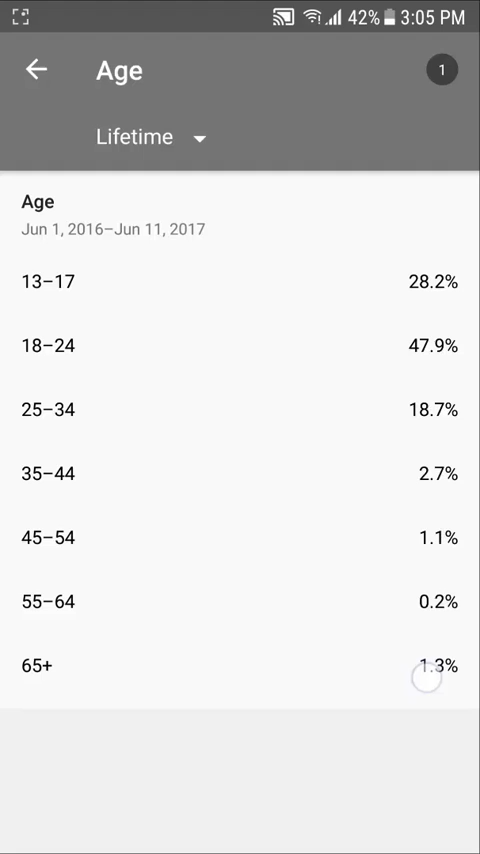 42% 3:05 PM
Age 1
Lifetime
Age
Jun 1, 2016–Jun 11, 2017
13–17 28.2%
18–24 47.9%
25–34 18.7%
35–44 2.7%
45–54 1.1%
55–64 0.2%
65+ 1.3%